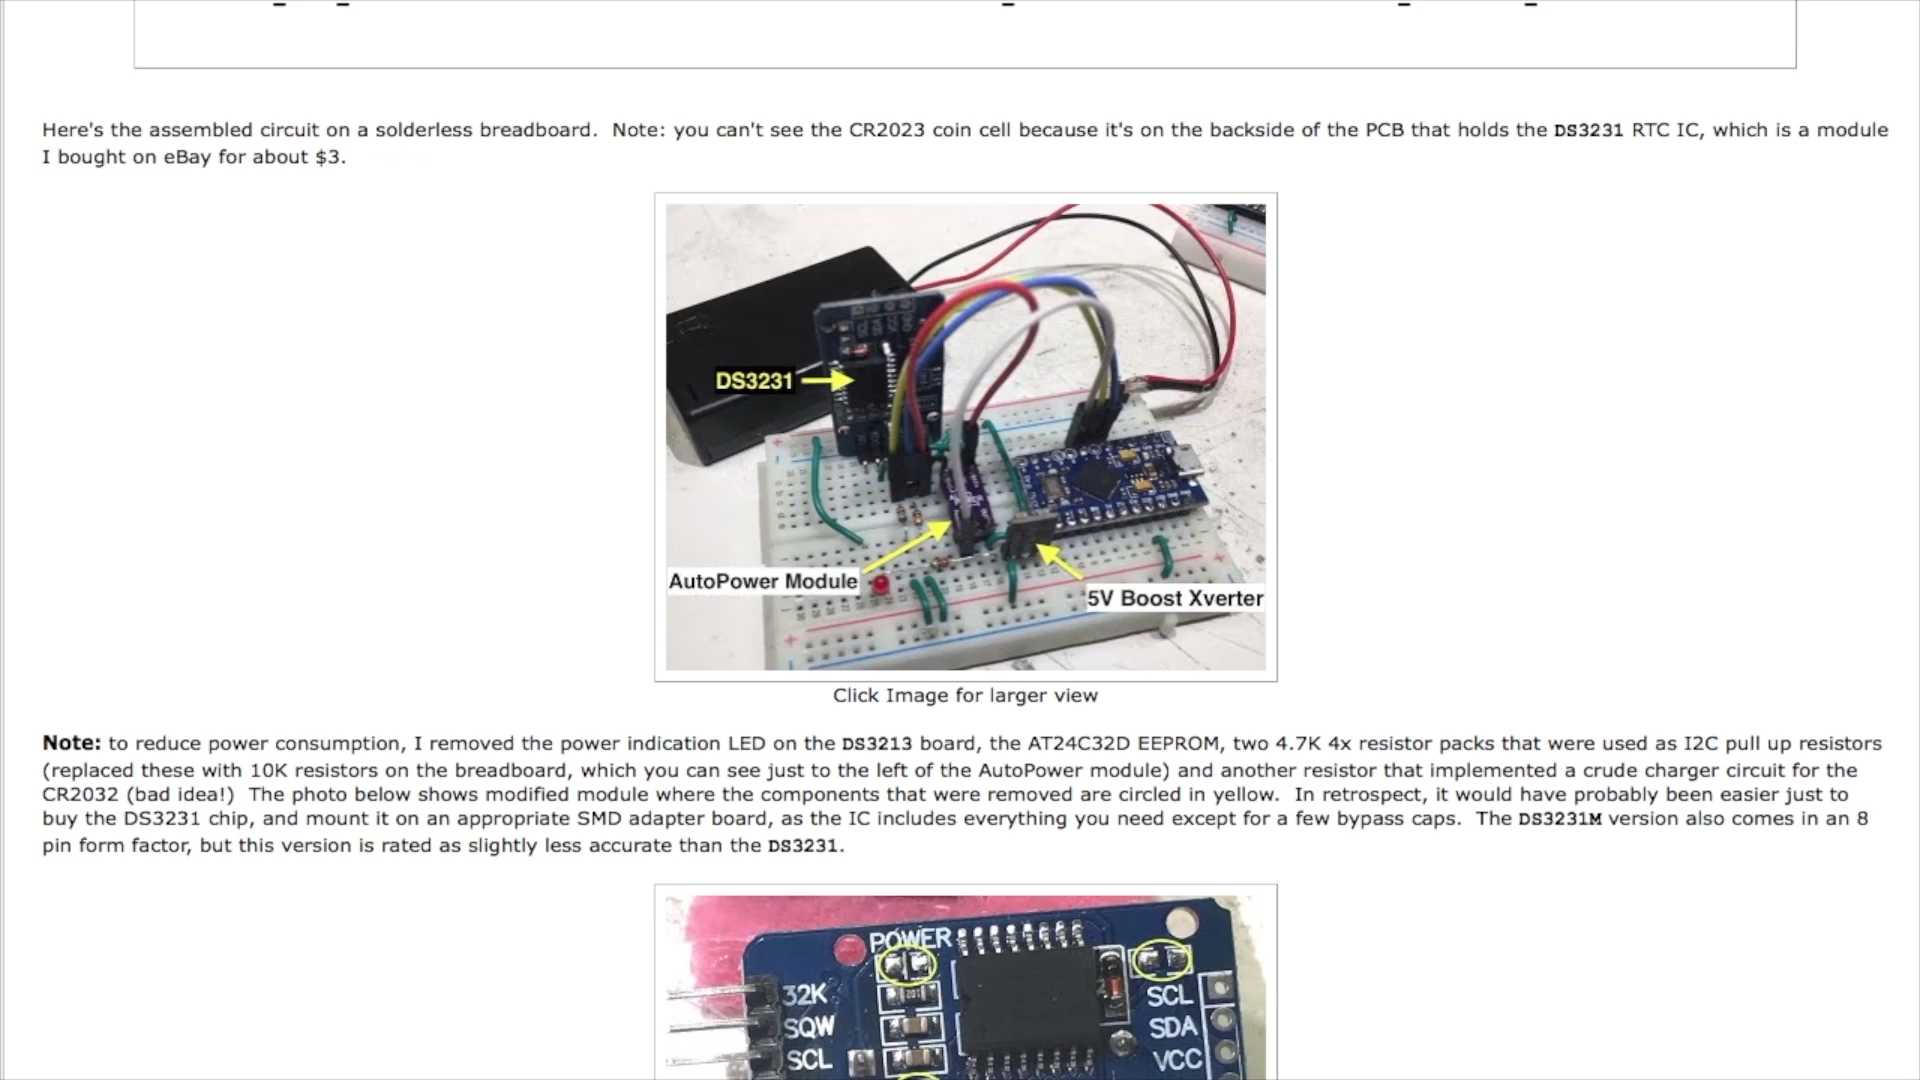 Here's the assembled circuit on a solderless breadboard.  Note: you can't see the CR2023 coin cell because it's on the backside of the PCB that holds the DS3231 RTC IC, which is a module
I bought on eBay for about $3.
DS3231
AutoPower Module
5V Boost Xverter
Click Image for larger view
Note: to reduce power consumption, I removed the power indication LED on the DS3213 board, the AT24C32D EEPROM, two 4.7K 4x resistor packs that were used as I2C pull up resistors
(replaced these with 10K resistors on the breadboard, which you can see just to the left of the AutoPower module) and another resistor that implemented a crude charger circuit for the
CR2032 (bad idea!)  The photo below shows modified module where the components that were removed are circled in yellow.  In retrospect, it would have probably been easier just to
buy the DS3231 chip, and mount it on an appropriate SMD adapter board, as the IC includes everything you need except for a few bypass caps.  The DS3231M version also comes in an 8
pin form factor, but this version is rated as slightly less accurate than the DS3231.
POWER
32K
SQW
SCL
201
SCL
SDA
VCC